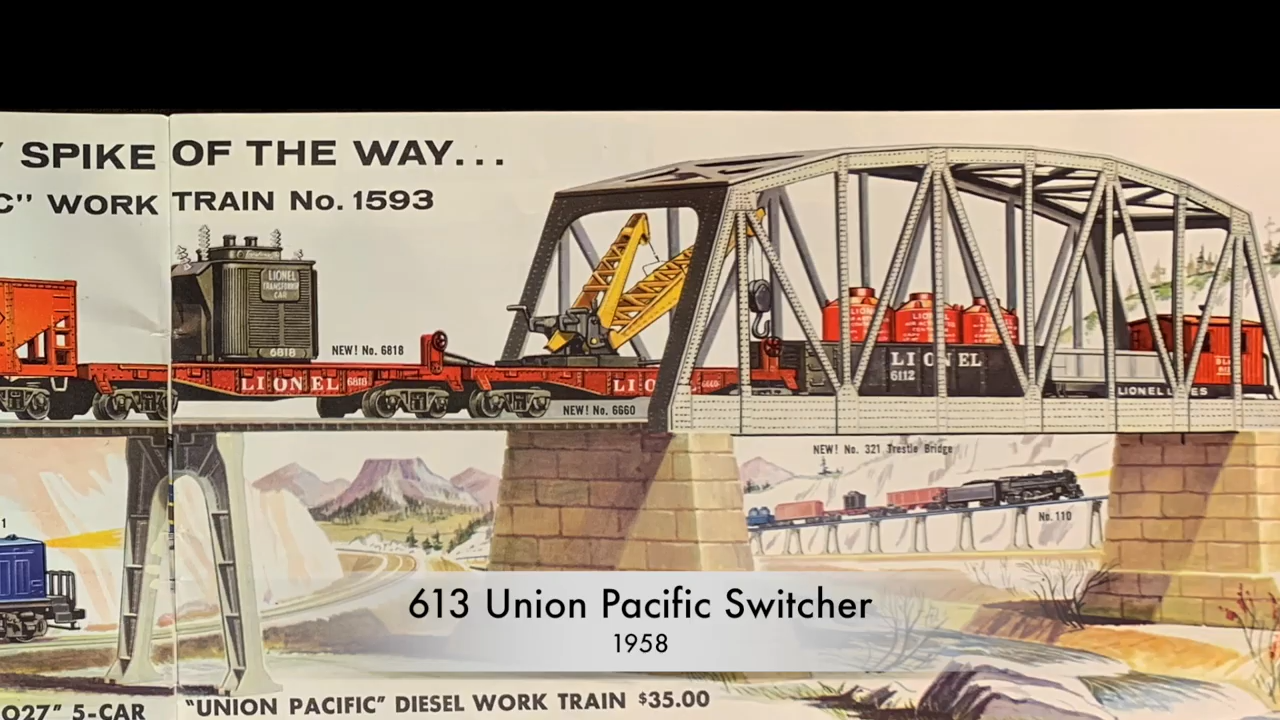 SPIKE OF THE WAY...
C" WORK TRAIN No. 1593
LIONEL
TRANSFORMER
CAR
6818
NEW! No. 6818
LIONEL 6818
LIO
6660
NEW! No. 6660
LIONEL
6112
LIONEL LINES
NEW! No. 321 Trestle Bridge
No. 110
1
613 Union Pacific Switcher
1958
027" 5-CAR "UNION PACIFIC" DIESEL WORK TRAIN $35.00